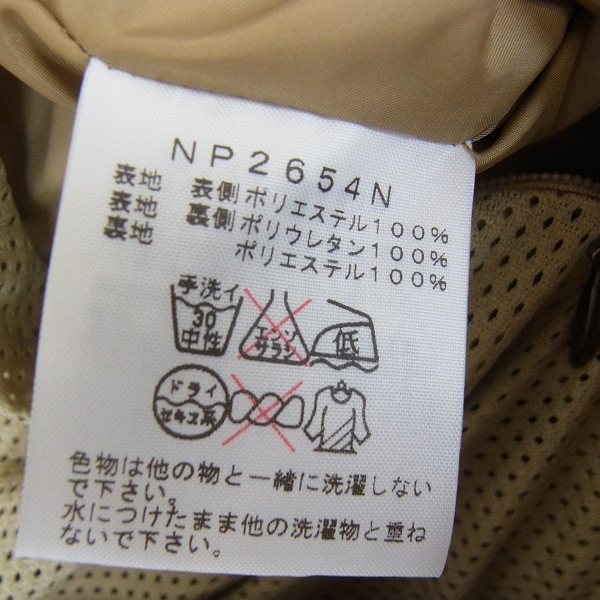 NP2654N
表地 表側ポリエステル100%
表地 裏側ポリウレタン100%
裏地 ポリエステル100%
手洗イ
30
中性
エンソ
サラシ
低
ドライ
セキユ系
色物は他の物と一緒に洗濯しない
で下さい。
水につけたまま他の洗濯物と重ね
ないで下さい。